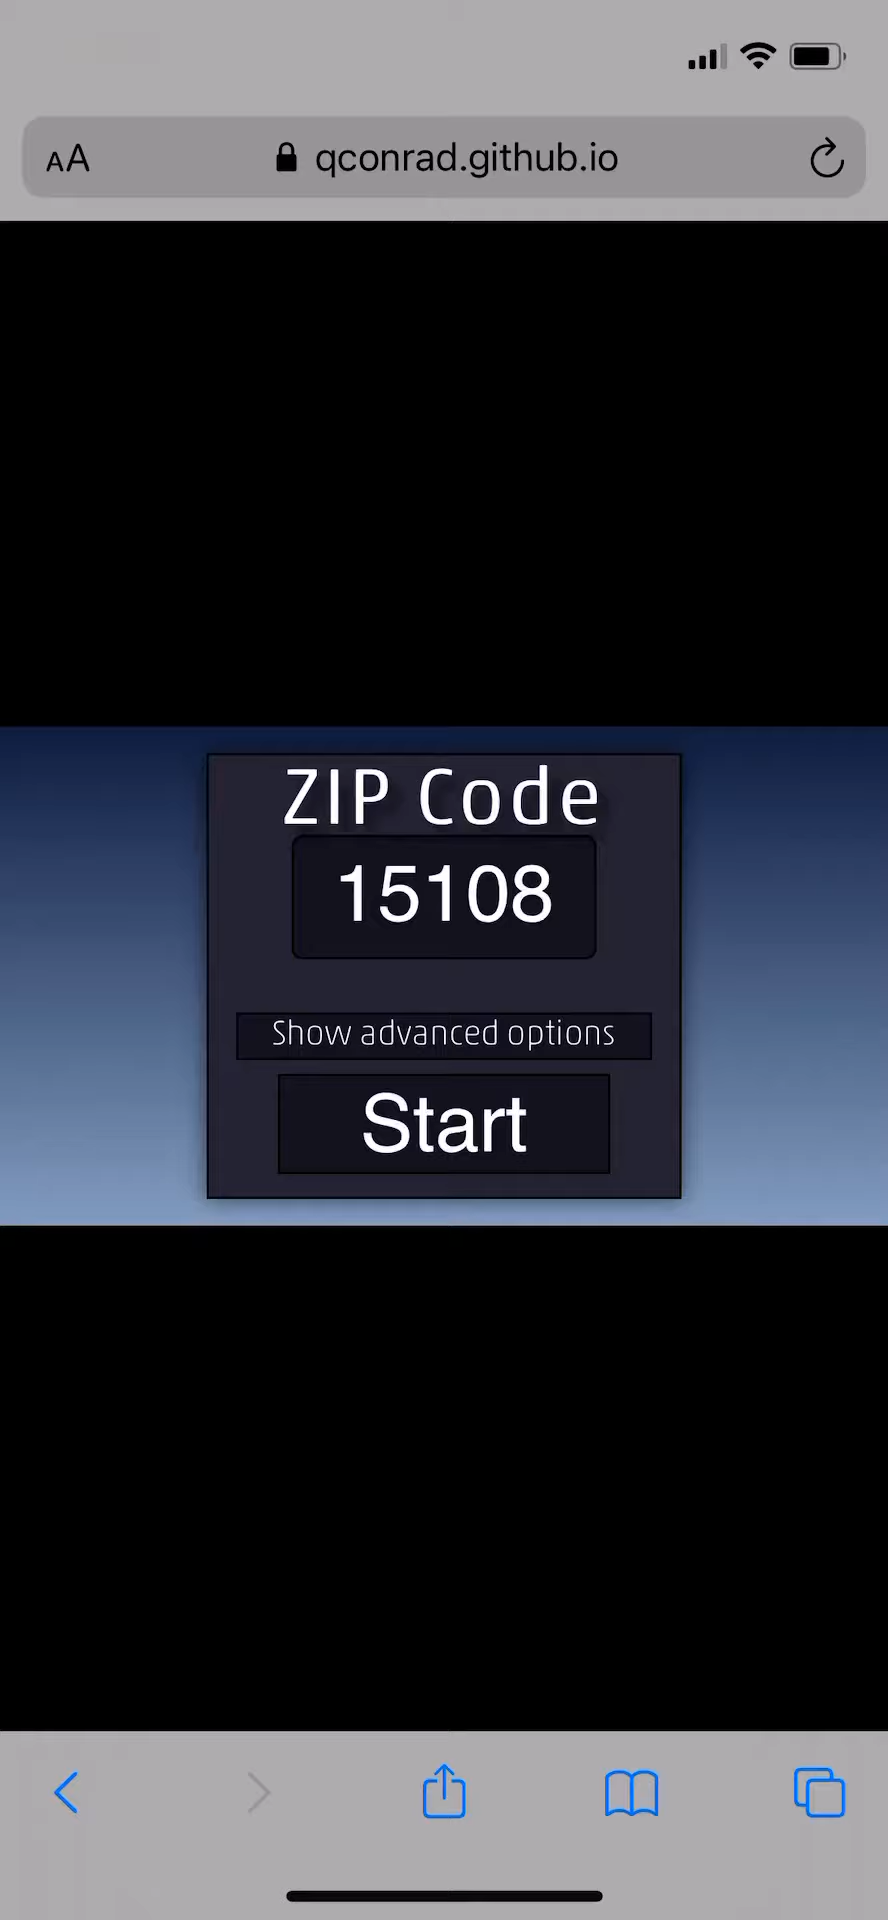 AA qconrad.github.io
ZIP Code
15108
Show advanced options
Start